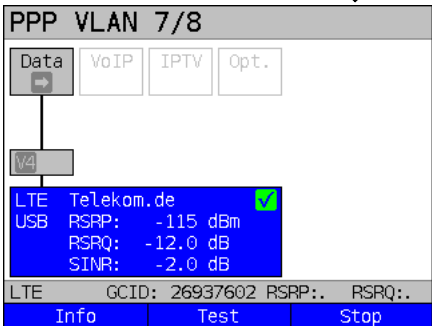 PPP VLAN 7/8
Data VoIP IPTV Opt.
V4
LTE Telekom.de
USB RSRP: -115 dBm
RSRQ: -12.0 dB
SINR: -2.0 dB
LTE GCID: 26937602 RSRP:. RSRQ:.
Info Test Stop